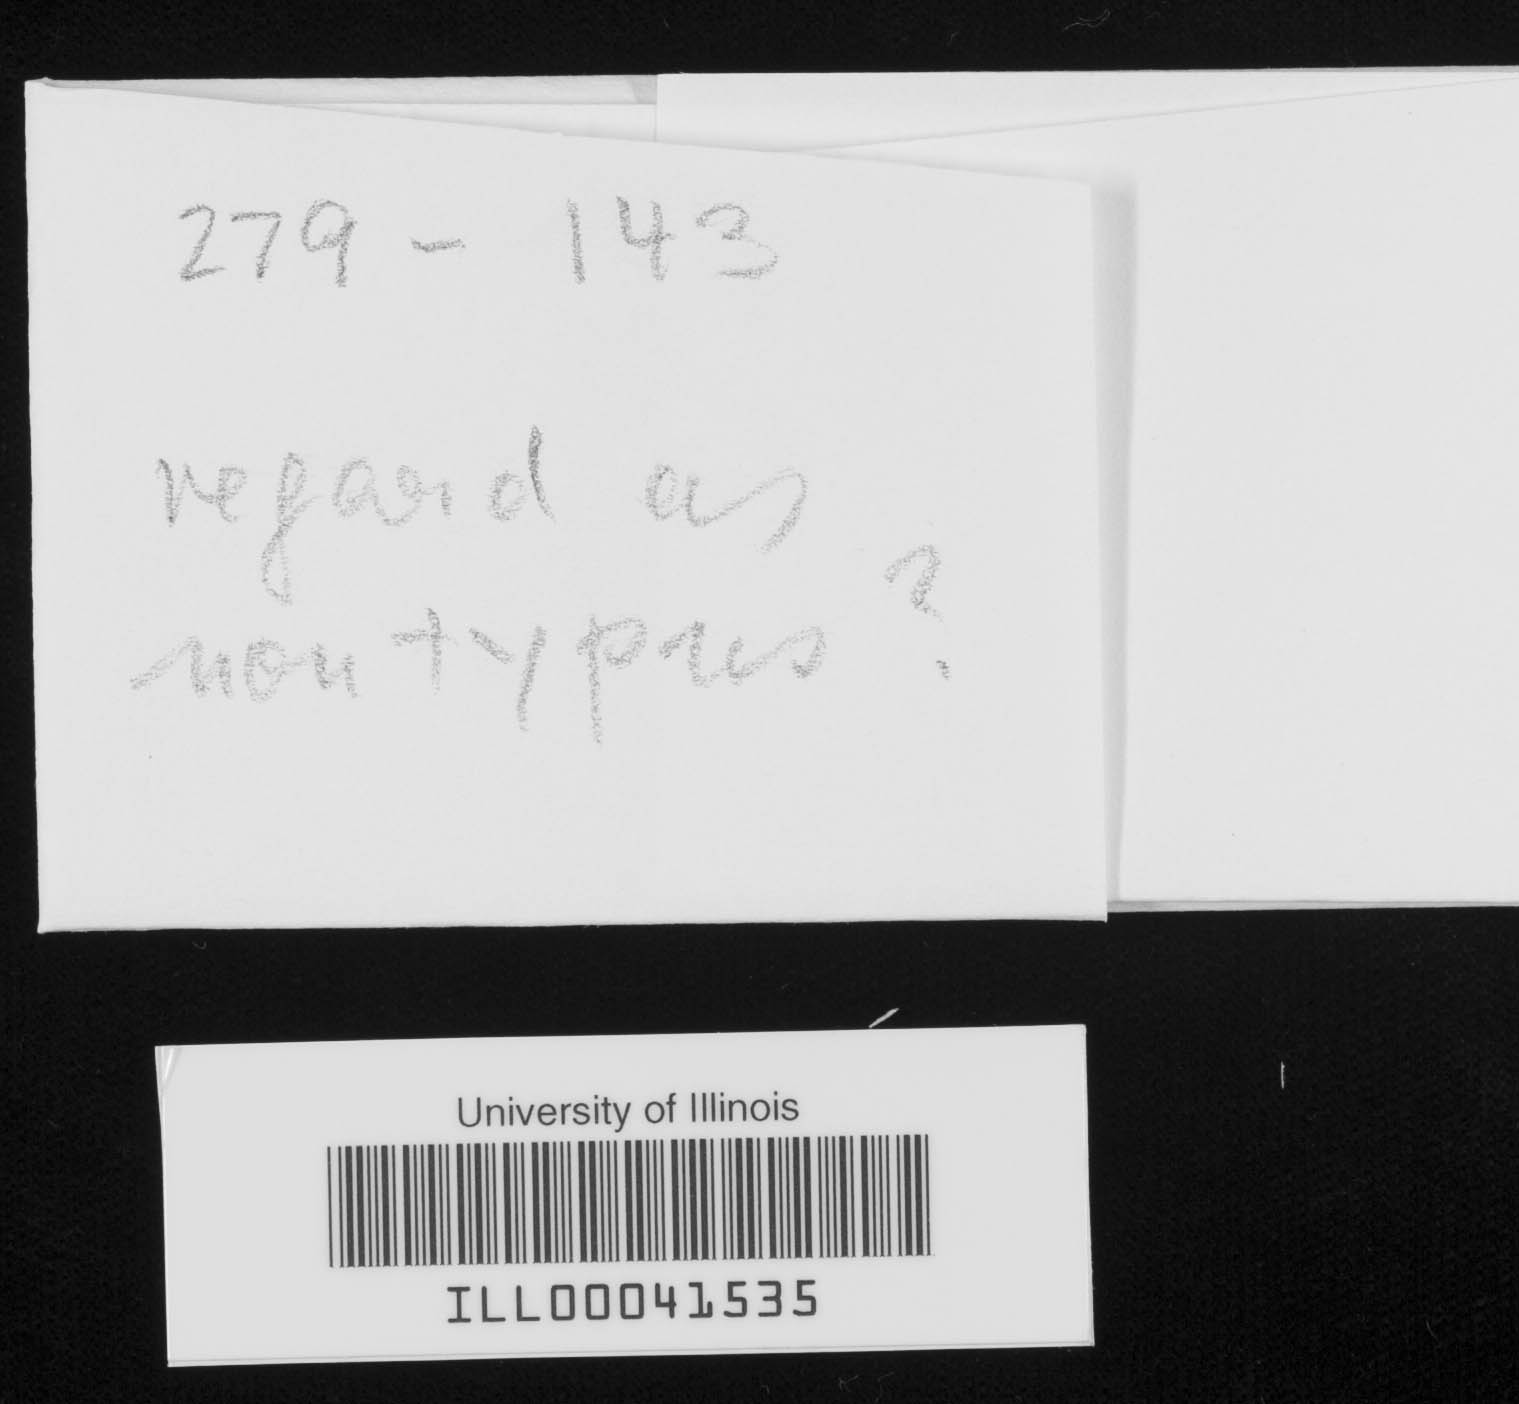 279 - 143
regard as
non types ?
University of Illinois
ILL00041535